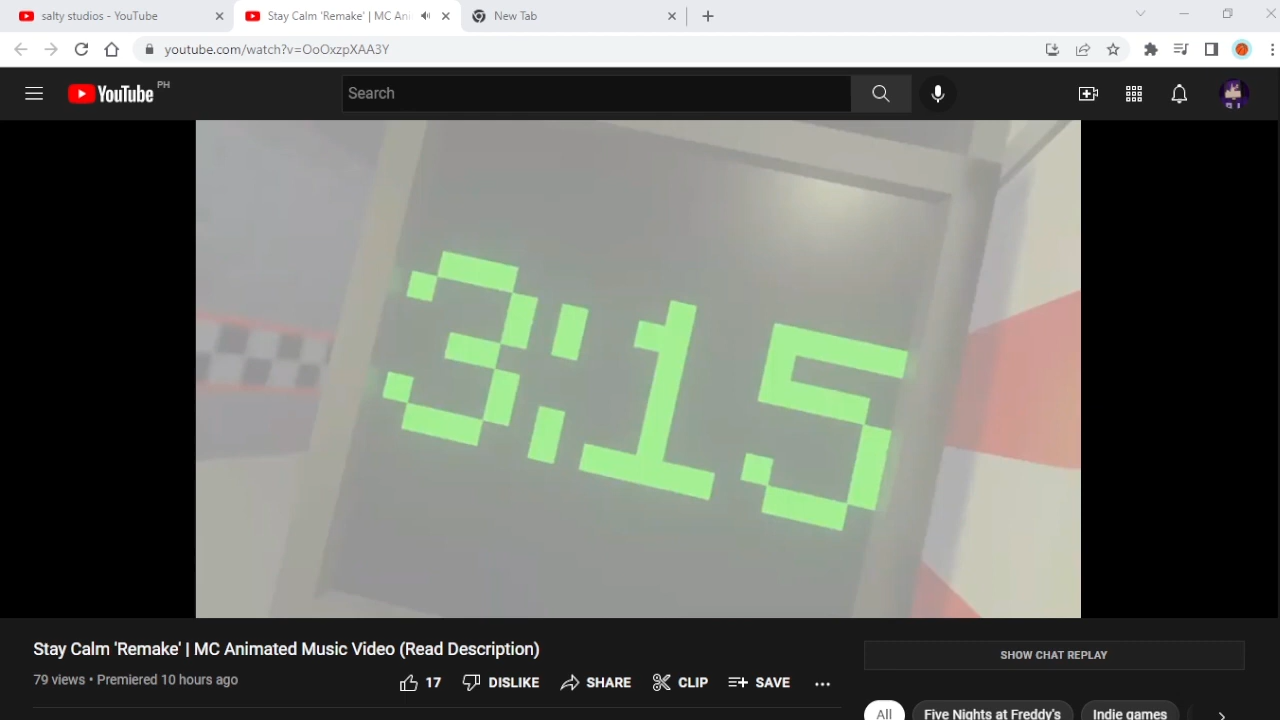 salty studios - YouTube
Stay Calm 'Remake' | MC Ani
New Tab
youtube.com/watch?v=OoOxzpXAA3Y
YouTube PH
Search
3:15
Stay Calm 'Remake' | MC Animated Music Video (Read Description)
79 views • Premiered 10 hours ago
17 DISLIKE SHARE CLIP SAVE
SHOW CHAT REPLAY
All Five Nights at Freddy's Indie games